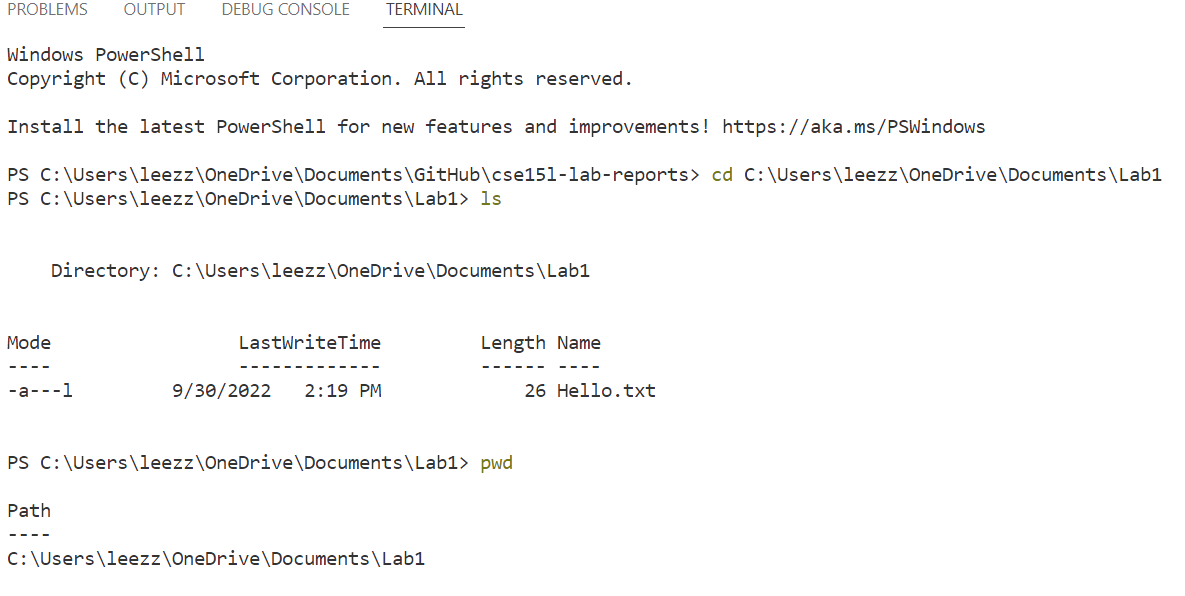 PROBLEMS OUTPUT DEBUG CONSOLE TERMINAL
Windows PowerShell
Copyright (C) Microsoft Corporation. All rights reserved.
Install the latest PowerShell for new features and improvements! https://aka.ms/PSWindows
PS C:\Users\leezz\OneDrive\Documents\GitHub\cse15l-lab-reports> cd C:\Users\leezz\OneDrive\Documents\Lab1
PS C:\Users\leezz\OneDrive\Documents\Lab1> ls
    Directory: C:\Users\leezz\OneDrive\Documents\Lab1
Mode                 LastWriteTime         Length Name
----                 -------------         ------ ----
-a---l         9/30/2022   2:19 PM             26 Hello.txt
PS C:\Users\leezz\OneDrive\Documents\Lab1> pwd
Path
----
C:\Users\leezz\OneDrive\Documents\Lab1